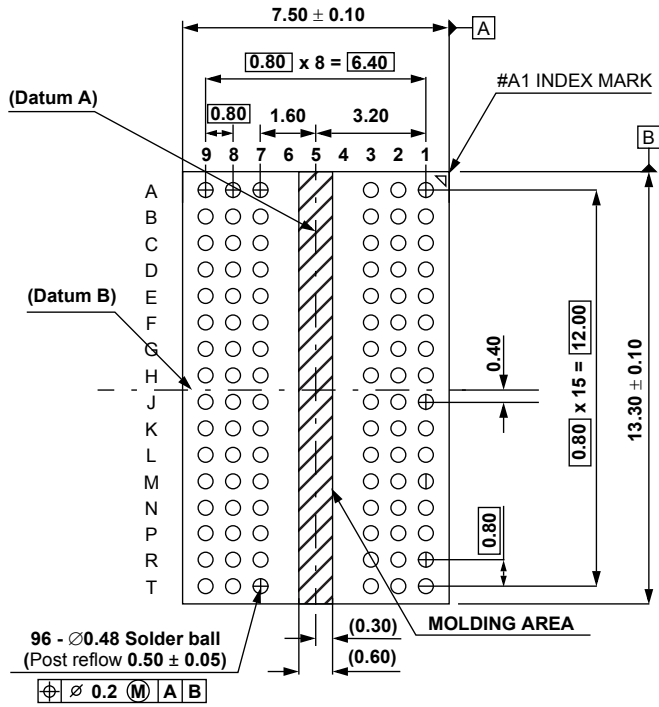 7.50 ± 0.10
A
0.80 x 8 = 6.40
#A1 INDEX MARK
(Datum A)
0.80
1.60
3.20
B
9 8 7 6 5 4 3 2 1
A
B
C
D
(Datum B)
E
F
G
H
J
K
L
M
N
P
R
T
0.40
0.80 x 15 = 12.00
13.30 ± 0.10
0.80
(0.30)
MOLDING AREA
(0.60)
96 - ∅0.48 Solder ball
(Post reflow 0.50 ± 0.05)
⌖ ∅ 0.2 Ⓜ A B